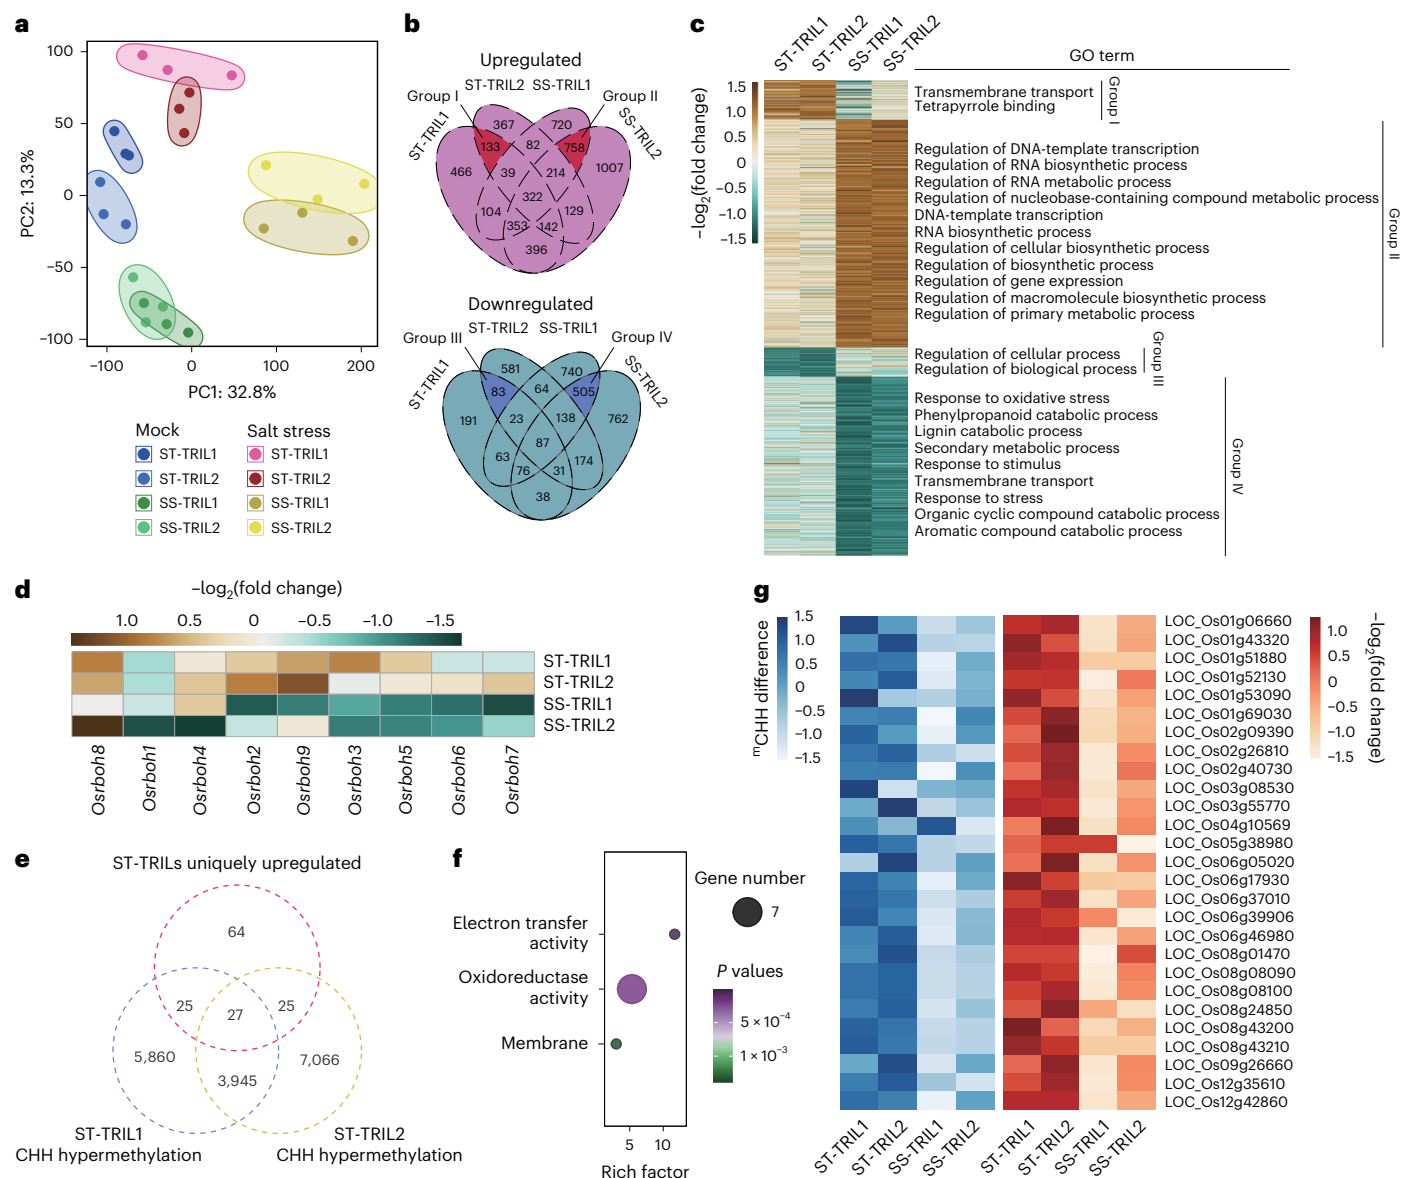 a
100
50
0
−50
−100
PC2: 13.3%
−100
0
100
200
PC1: 32.8%
Mock
Salt stress
ST-TRIL1
ST-TRIL1
ST-TRIL2
ST-TRIL2
SS-TRIL1
SS-TRIL1
SS-TRIL2
SS-TRIL2
b
Upregulated
ST-TRIL2
SS-TRIL1
Group I
Group II
ST-TRIL1
SS-TRIL2
367
720
133
82
758
466
39
214
1007
322
104
129
353
142
396
Downregulated
ST-TRIL2
SS-TRIL1
Group III
Group IV
ST-TRIL1
SS-TRIL2
581
740
83
64
505
191
23
138
762
87
63
174
76
31
38
c
ST-TRIL1
ST-TRIL2
SS-TRIL1
SS-TRIL2
GO term
−log2(fold change)
1.5
1.0
0.5
0
−0.5
−1.0
−1.5
Transmembrane transport
Tetrapyrrole binding
Group I
Regulation of DNA-template transcription
Regulation of RNA biosynthetic process
Regulation of RNA metabolic process
Regulation of nucleobase-containing compound metabolic process
DNA-template transcription
RNA biosynthetic process
Regulation of cellular biosynthetic process
Regulation of biosynthetic process
Regulation of gene expression
Regulation of macromolecule biosynthetic process
Regulation of primary metabolic process
Group II
Regulation of cellular process
Regulation of biological process
Group III
Response to oxidative stress
Phenylpropanoid catabolic process
Lignin catabolic process
Secondary metabolic process
Response to stimulus
Transmembrane transport
Response to stress
Organic cyclic compound catabolic process
Aromatic compound catabolic process
Group IV
d
−log2(fold change)
1.0
0.5
0
−0.5
−1.0
−1.5
ST-TRIL1
ST-TRIL2
SS-TRIL1
SS-TRIL2
Osrboh8
Osrboh1
Osrboh4
Osrboh2
Osrboh9
Osrboh3
Osrboh5
Osrboh6
Osrboh7
e
ST-TRILs uniquely upregulated
64
25
27
25
5,860
7,066
3,945
ST-TRIL1
CHH hypermethylation
ST-TRIL2
CHH hypermethylation
f
Electron transfer
activity
Oxidoreductase
activity
Membrane
5
10
Rich factor
Gene number
7
P values
5 × 10−4
1 × 10−3
g
mCHH difference
1.5
1.0
0.5
0
−0.5
−1.0
−1.5
LOC_Os01g06660
LOC_Os01g43320
LOC_Os01g51880
LOC_Os01g52130
LOC_Os01g53090
LOC_Os01g69030
LOC_Os02g09390
LOC_Os02g26810
LOC_Os02g40730
LOC_Os03g08530
LOC_Os03g55770
LOC_Os04g10569
LOC_Os05g38980
LOC_Os06g05020
LOC_Os06g17930
LOC_Os06g37010
LOC_Os06g39906
LOC_Os06g46980
LOC_Os08g01470
LOC_Os08g08090
LOC_Os08g08100
LOC_Os08g24850
LOC_Os08g43200
LOC_Os08g43210
LOC_Os09g26660
LOC_Os12g35610
LOC_Os12g42860
1.0
0.5
0
−0.5
−1.0
−1.5
−log2(fold change)
ST-TRIL1
ST-TRIL2
SS-TRIL1
SS-TRIL2
ST-TRIL1
ST-TRIL2
SS-TRIL1
SS-TRIL2